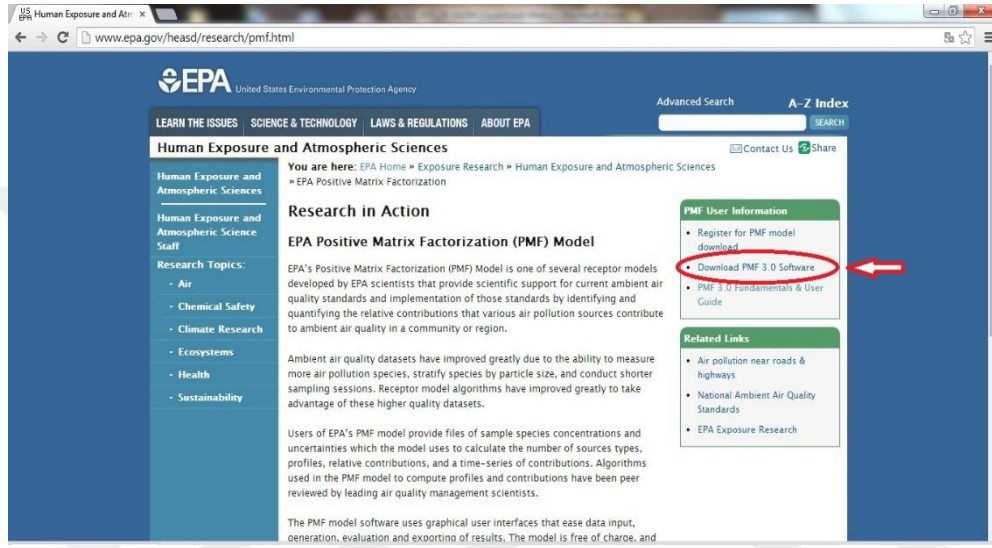 US EPA Human Exposure and Atm ×
www.epa.gov/heasd/research/pmf.html
EPA United States Environmental Protection Agency
Advanced Search A-Z Index
LEARN THE ISSUES SCIENCE & TECHNOLOGY LAWS & REGULATIONS ABOUT EPA
SEARCH
Human Exposure and Atmospheric Sciences
Contact Us Share
Human Exposure and
Atmospheric Sciences
Human Exposure and
Atmospheric Science
Staff
Research Topics:
- Air
- Chemical Safety
- Climate Research
- Ecosystems
- Health
- Sustainability
You are here: EPA Home » Exposure Research » Human Exposure and Atmospheric Sciences
» EPA Positive Matrix Factorization
Research in Action
EPA Positive Matrix Factorization (PMF) Model
EPA's Positive Matrix Factorization (PMF) Model is one of several receptor models
developed by EPA scientists that provide scientific support for current ambient air
quality standards and implementation of those standards by identifying and
quantifying the relative contributions that various air pollution sources contribute
to ambient air quality in a community or region.
Ambient air quality datasets have improved greatly due to the ability to measure
more air pollution species, stratify species by particle size, and conduct shorter
sampling sessions. Receptor model algorithms have improved greatly to take
advantage of these higher quality datasets.
Users of EPA's PMF model provide files of sample species concentrations and
uncertainties which the model uses to calculate the number of sources types,
profiles, relative contributions, and a time-series of contributions. Algorithms
used in the PMF model to compute profiles and contributions have been peer
reviewed by leading air quality management scientists.
The PMF model software uses graphical user interfaces that ease data input,
generation, evaluation and exporting of results. The model is free of charge, and
PMF User Information
• Register for PMF model
download
• Download PMF 3.0 Software
• PMF 3.0 Fundamentals & User
Guide
Related Links
• Air pollution near roads &
highways
• National Ambient Air Quality
Standards
• EPA Exposure Research